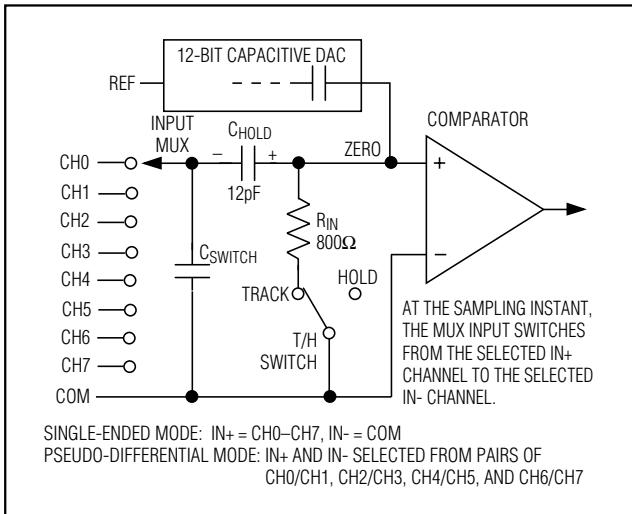 12-BIT CAPACITIVE DAC
REF
INPUT
MUX
CHOLD
COMPARATOR
– +
ZERO
12pF
+
CH0
CH1
CH2
CH3
CH4
CH5
CH6
CH7
COM
CSWITCH
RIN
800Ω
–
TRACK
HOLD
T/H
SWITCH
AT THE SAMPLING INSTANT,
THE MUX INPUT SWITCHES
FROM THE SELECTED IN+
CHANNEL TO THE SELECTED
IN- CHANNEL.
SINGLE-ENDED MODE: IN+ = CH0–CH7, IN- = COM
PSEUDO-DIFFERENTIAL MODE: IN+ AND IN- SELECTED FROM PAIRS OF
CH0/CH1, CH2/CH3, CH4/CH5, AND CH6/CH7